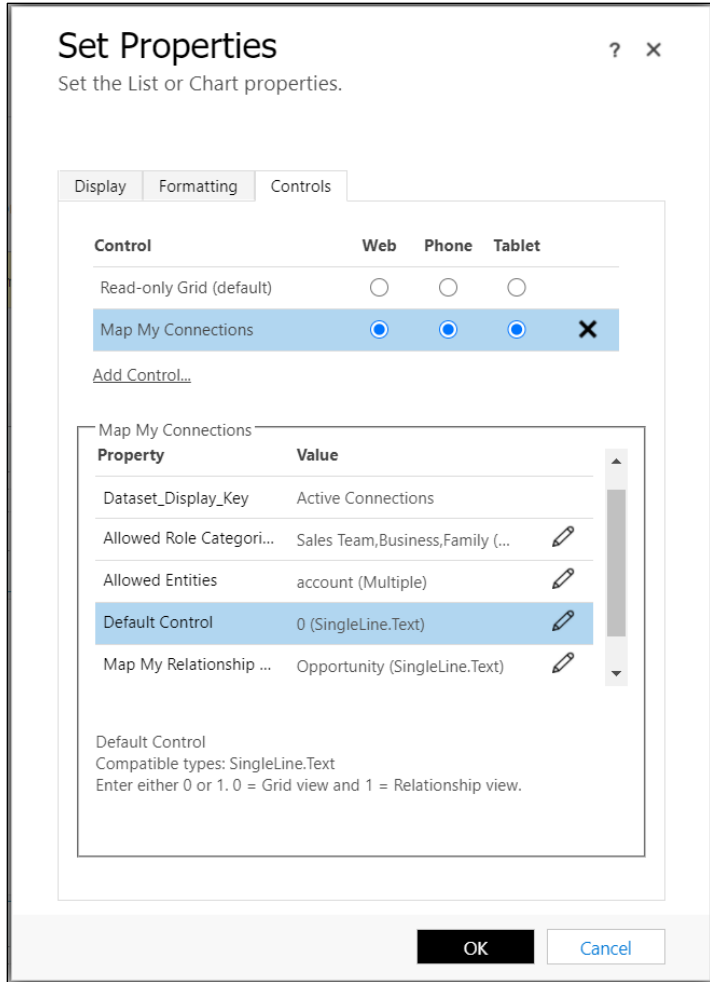 Set Properties
? ×
Set the List or Chart properties.
Display Formatting Controls
Control Web Phone Tablet
Read-only Grid (default)
Map My Connections
Add Control...
Map My Connections
Property Value
Dataset_Display_Key Active Connections
Allowed Role Categori... Sales Team,Business,Family (...
Allowed Entities account (Multiple)
Default Control 0 (SingleLine.Text)
Map My Relationship ... Opportunity (SingleLine.Text)
Default Control
Compatible types: SingleLine.Text
Enter either 0 or 1. 0 = Grid view and 1 = Relationship view.
OK Cancel